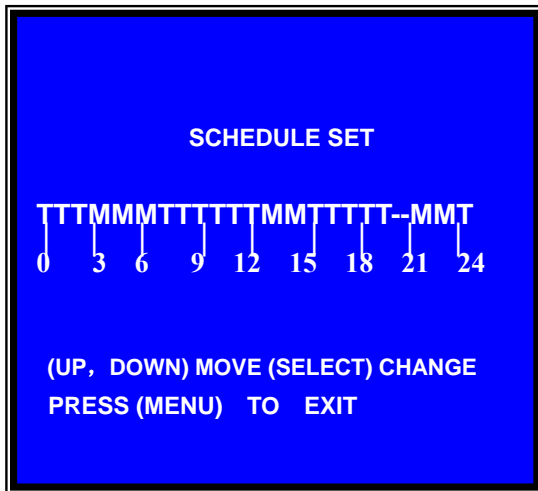 SCHEDULE SET
TTTMMMTTTTTTMMTTTTT--MMT
0 3 6 9 12 15 18 21 24
(UP，DOWN) MOVE (SELECT) CHANGE
PRESS (MENU) TO EXIT